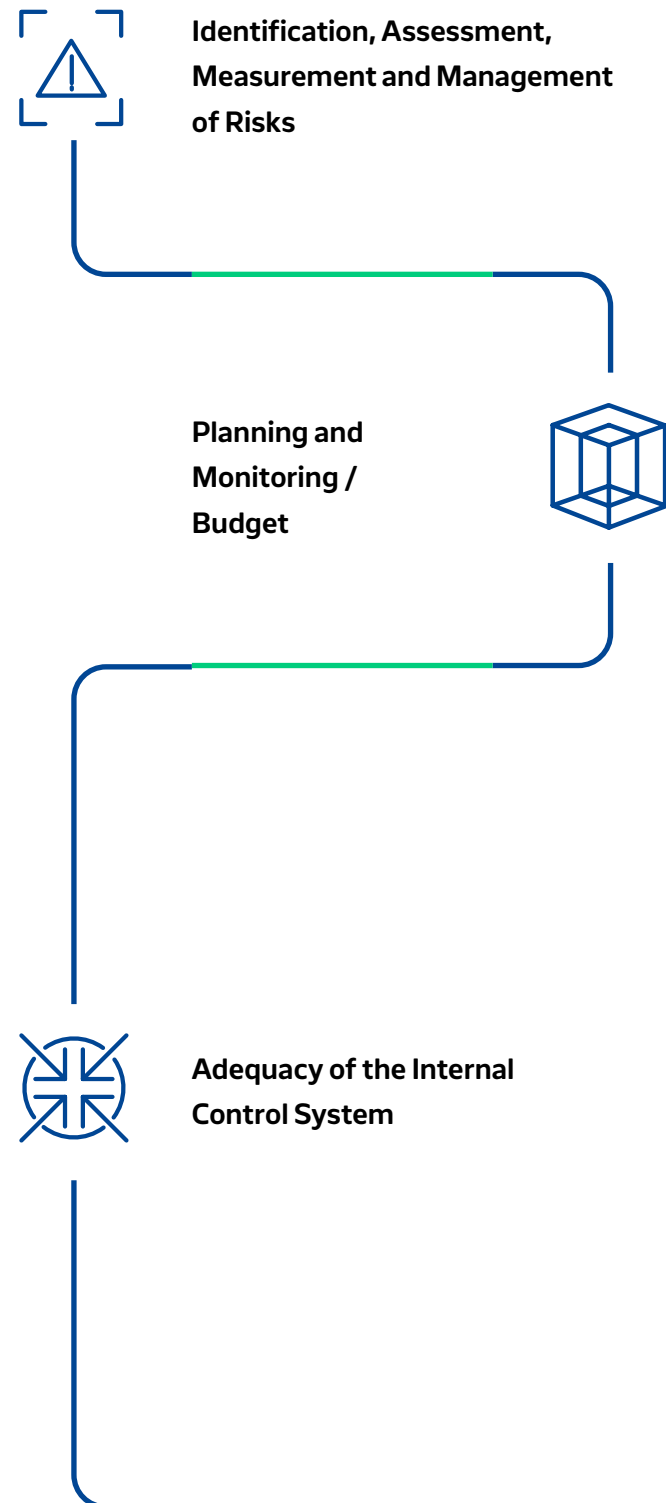 Identification, Assessment,
Measurement and Management
of Risks
Planning and
Monitoring /
Budget
Adequacy of the Internal
Control System